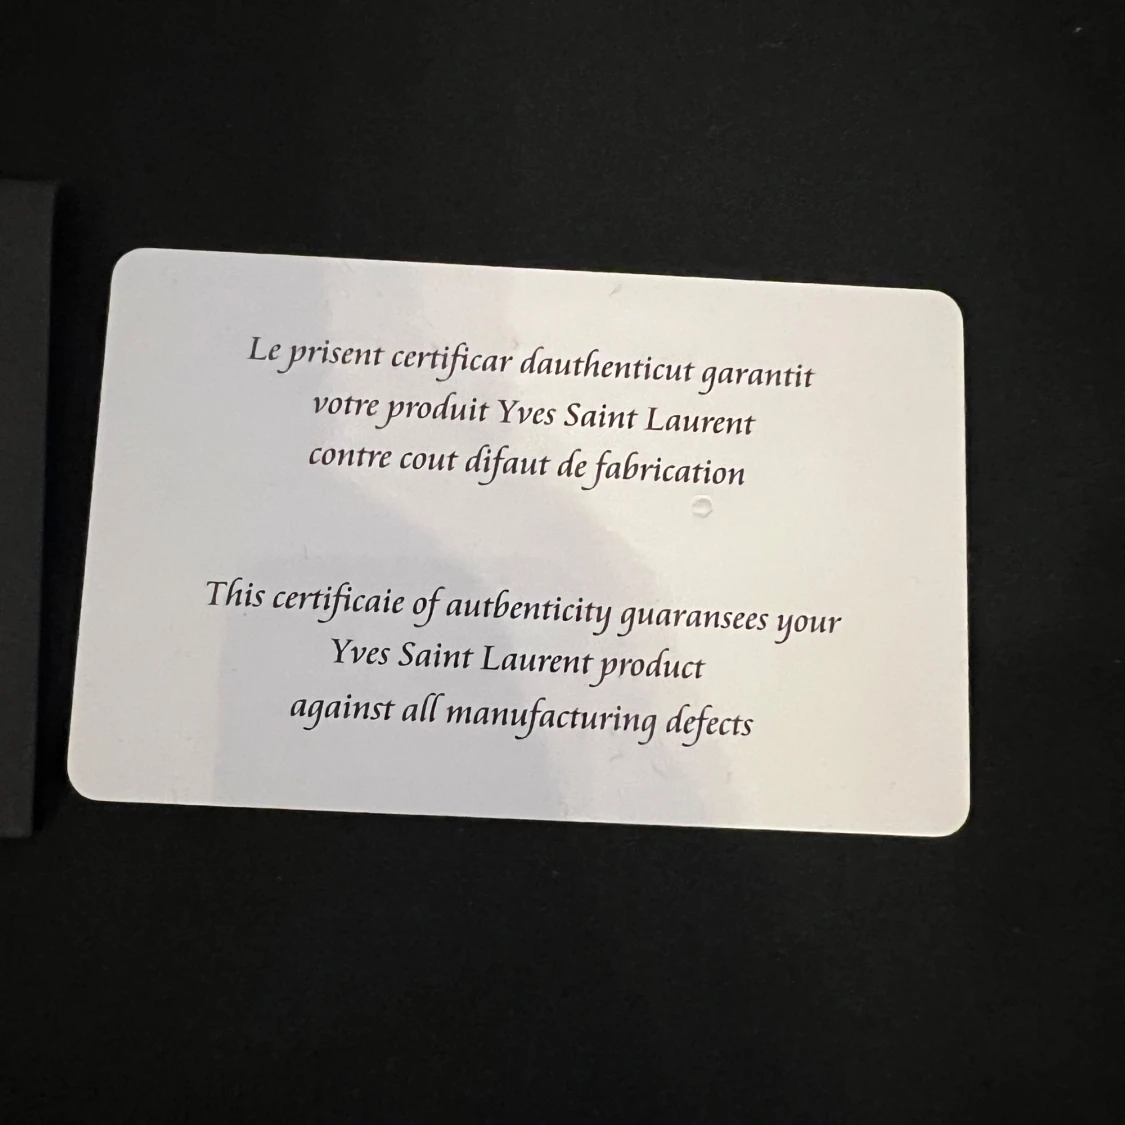 Le prisent certificar dauthenticut garantit
votre produit Yves Saint Laurent
contre cout difaut de fabrication
This certificaie of autbenticity guaransees your
Yves Saint Laurent product
against all manufacturing defects